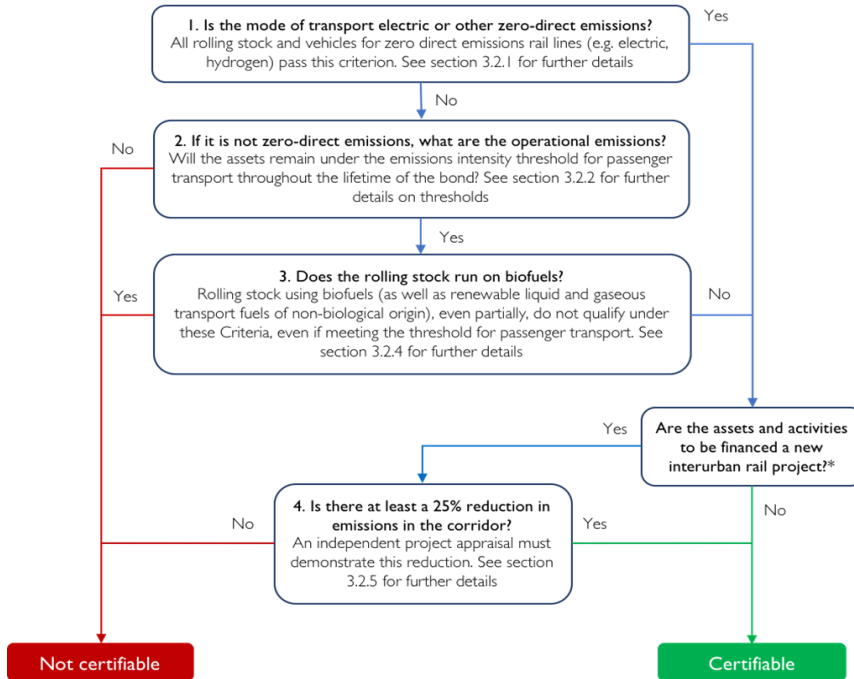 1. Is the mode of transport electric or other zero-direct emissions?
All rolling stock and vehicles for zero direct emissions rail lines (e.g. electric,
hydrogen) pass this criterion. See section 3.2.1 for further details
Yes
No
2. If it is not zero-direct emissions, what are the operational emissions?
Will the assets remain under the emissions intensity threshold for passenger
transport throughout the lifetime of the bond? See section 3.2.2 for further
details on thresholds
No
Yes
3. Does the rolling stock run on biofuels?
Rolling stock using biofuels (as well as renewable liquid and gaseous
transport fuels of non-biological origin), even partially, do not qualify under
these Criteria, even if meeting the threshold for passenger transport. See
section 3.2.4 for further details
Yes
No
Are the assets and activities
to be financed a new
interurban rail project?*
Yes
No
4. Is there at least a 25% reduction in
emissions in the corridor?
An independent project appraisal must
demonstrate this reduction. See section
3.2.5 for further details
No
Yes
Not certifiable
Certifiable